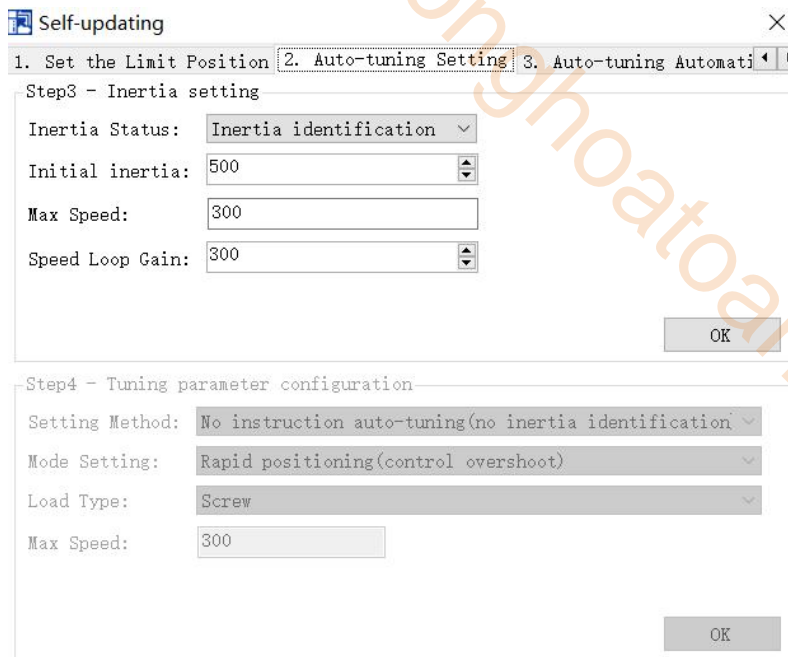 Self-updating
1. Set the Limit Position 2. Auto-tuning Setting 3. Auto-tuning Automati
Step3 - Inertia setting
Inertia Status: Inertia identification
Initial inertia: 500
Max Speed: 300
Speed Loop Gain: 300
OK
Step4 - Tuning parameter configuration
Setting Method: No instruction auto-tuning(no inertia identification
Mode Setting: Rapid positioning(control overshoot)
Load Type: Screw
Max Speed: 300
OK